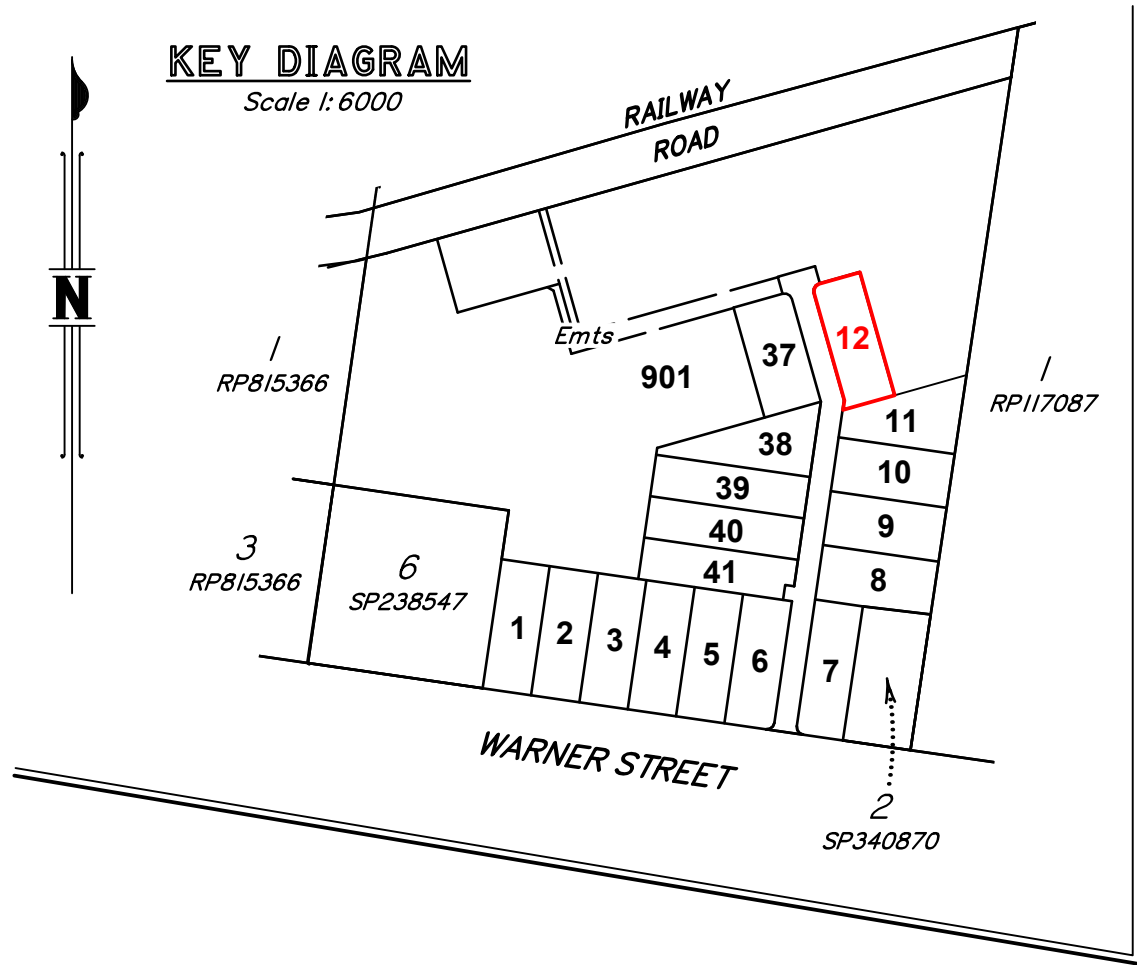 KEY DIAGRAM
Scale 1:6000
N
RAILWAY
ROAD
Emts
1
RP815366
1
RP117087
901
37
12
38
11
39
10
40
9
41
8
3
RP815366
6
SP238547
1
2
3
4
5
6
7
WARNER STREET
2
SP340870